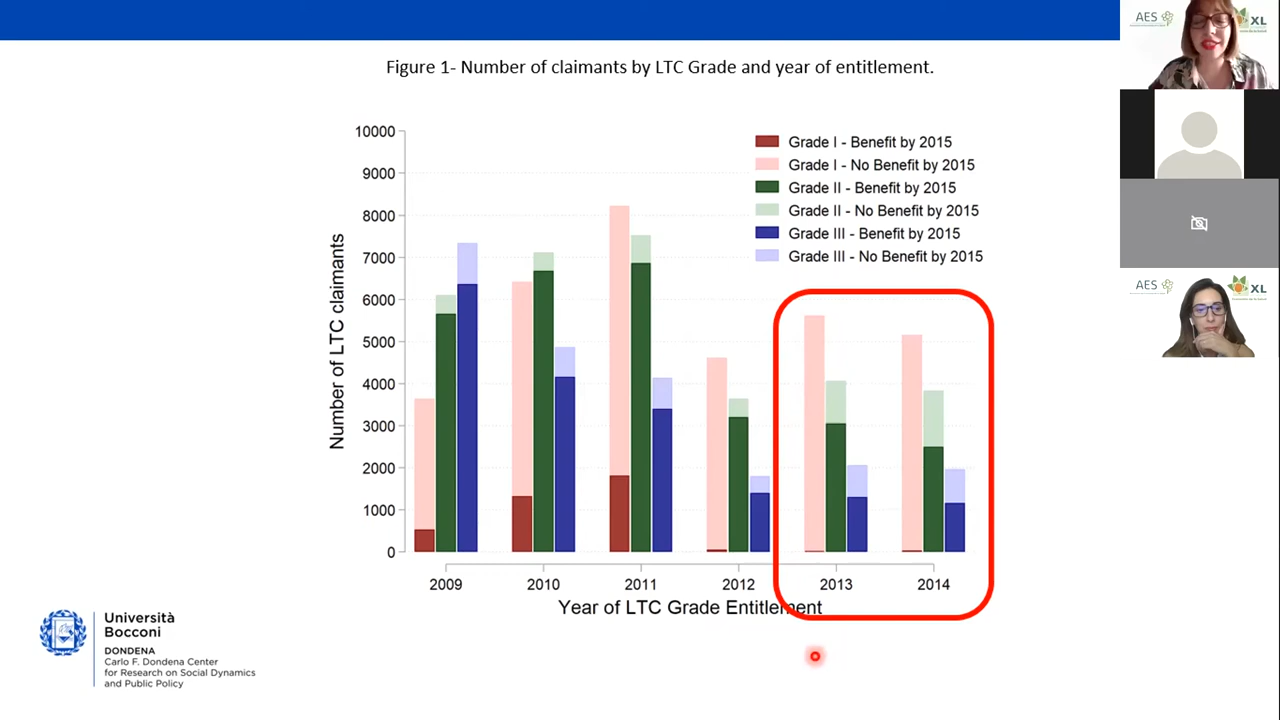 Figure 1- Number of claimants by LTC Grade and year of entitlement.
Number of LTC claimants
10000
9000
8000
7000
6000
5000
4000
3000
2000
1000
0
Grade I - Benefit by 2015
Grade I - No Benefit by 2015
Grade II - Benefit by 2015
Grade II - No Benefit by 2015
Grade III - Benefit by 2015
Grade III - No Benefit by 2015
2009 2010 2011 2012 2013 2014
Year of LTC Grade Entitlement
Università
Bocconi
DONDENA
Carlo F. Dondena Center
for Research on Social Dynamics
and Public Policy
AES XL
AES XL